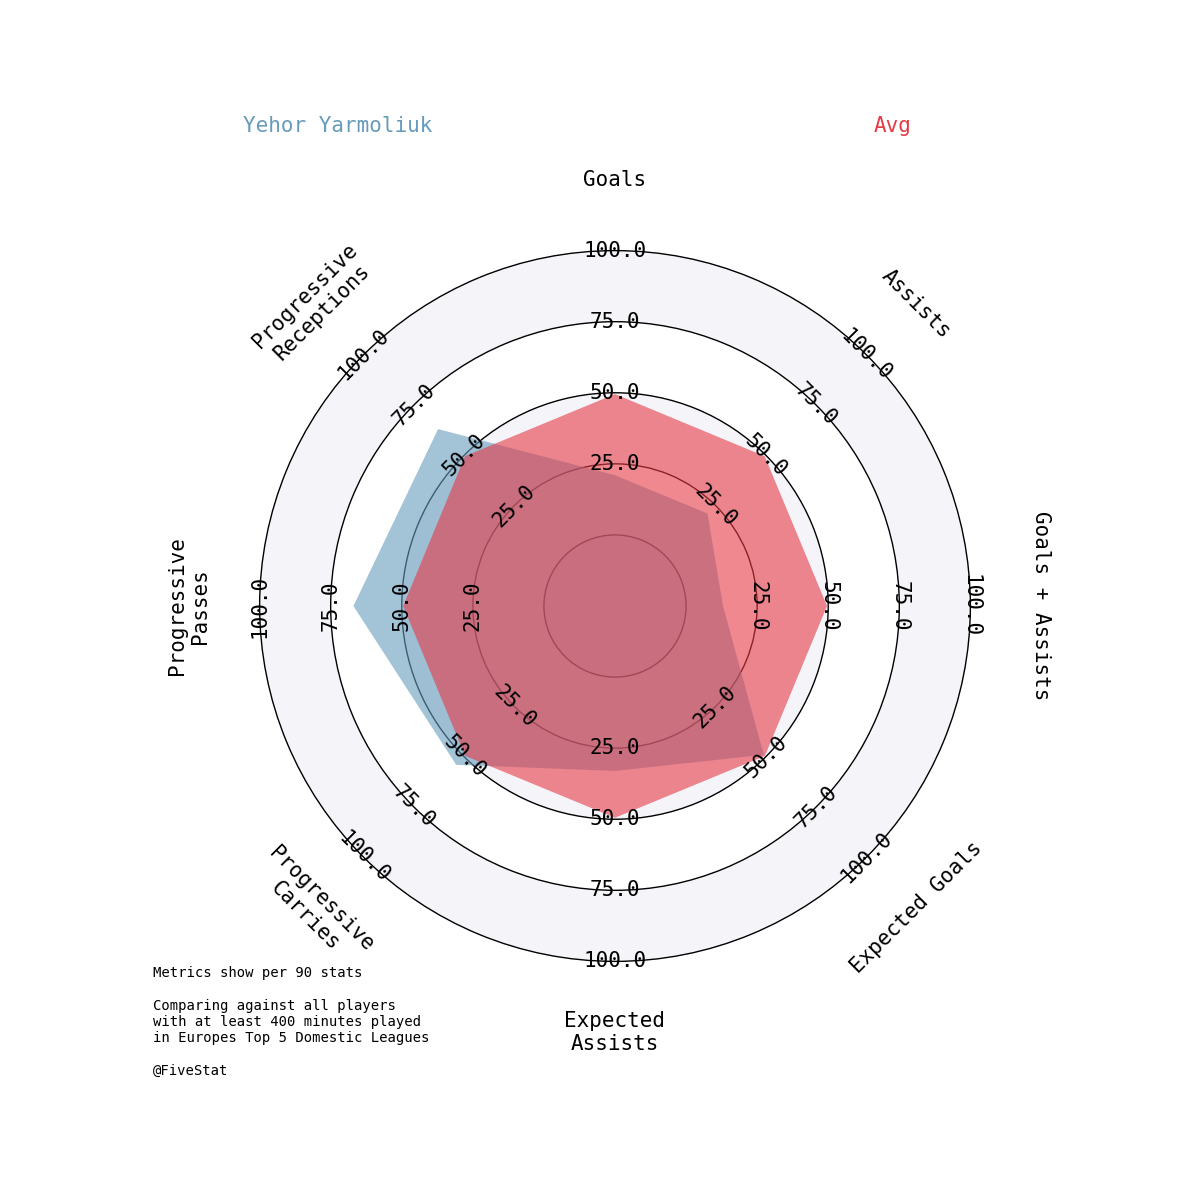 Yehor Yarmoliuk
Avg
Goals
Progressive
Receptions
Assists
100.0
100.0
100.0
75.0
75.0
75.0
50.0
50.0
50.0
25.0
25.0
25.0
Progressive
Passes
100.0
75.0
50.0
25.0
25.0
50.0
75.0
100.0
Goals + Assists
25.0
25.0
25.0
50.0
50.0
50.0
75.0
75.0
75.0
100.0
100.0
100.0
Progressive
Carries
Expected Goals
Expected
Assists
Metrics show per 90 stats
Comparing against all players
with at least 400 minutes played
in Europes Top 5 Domestic Leagues
@FiveStat